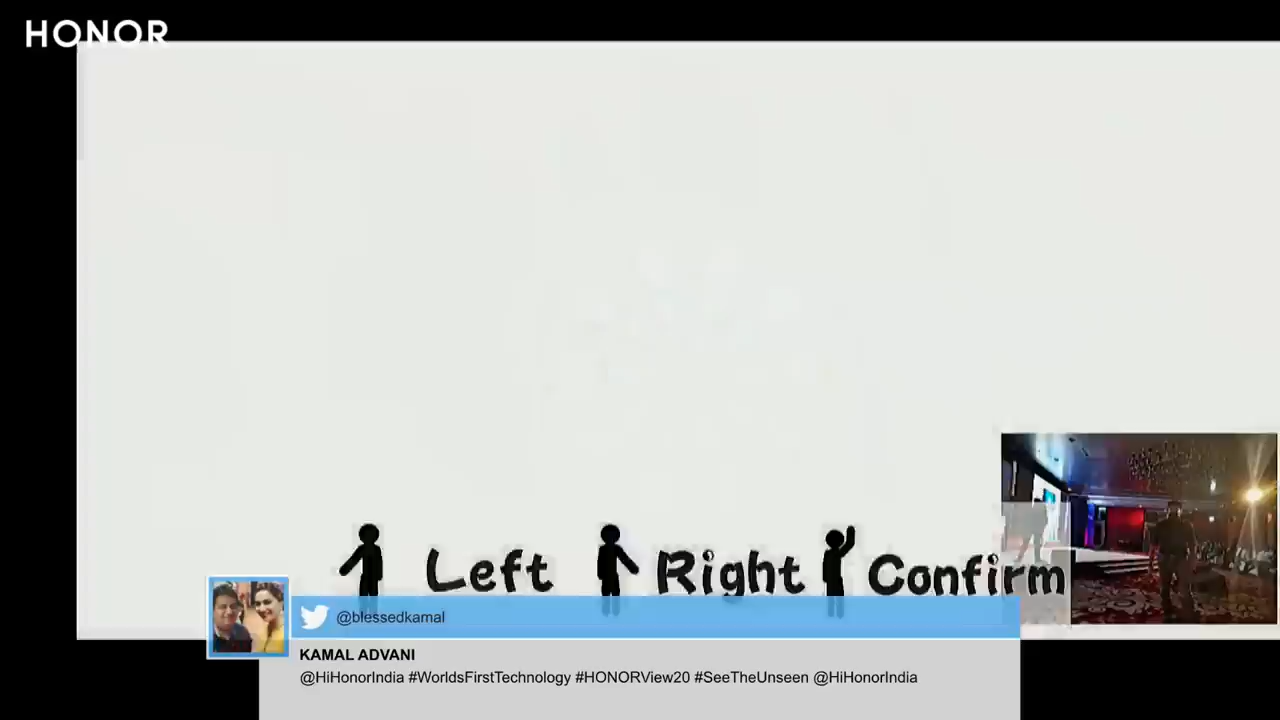 HONOR
Left Right Confirm
@blessedkamal
KAMAL ADVANI
@HiHonorIndia #WorldsFirstTechnology #HONORView20 #SeeTheUnseen @HiHonorIndia